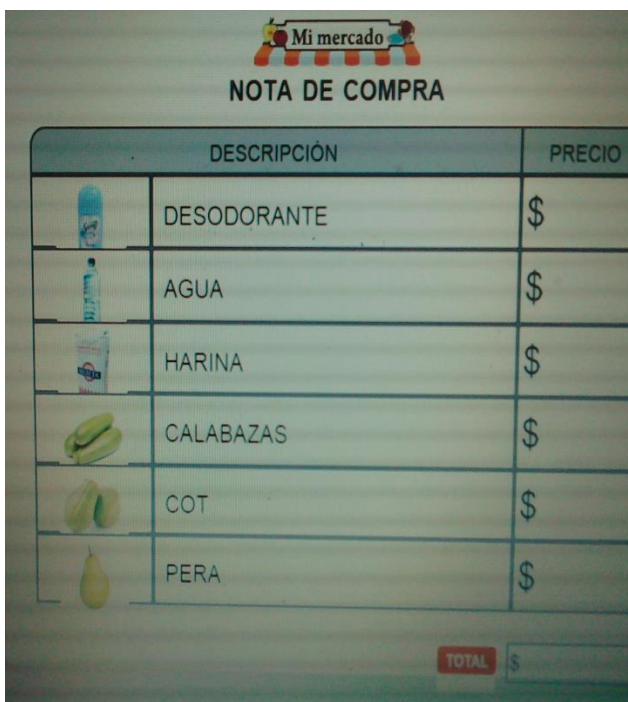 Mi mercado
NOTA DE COMPRA
DESCRIPCIÓN PRECIO
DESODORANTE $
AGUA $
HARINA $
CALABAZAS $
COT $
PERA $
TOTAL $